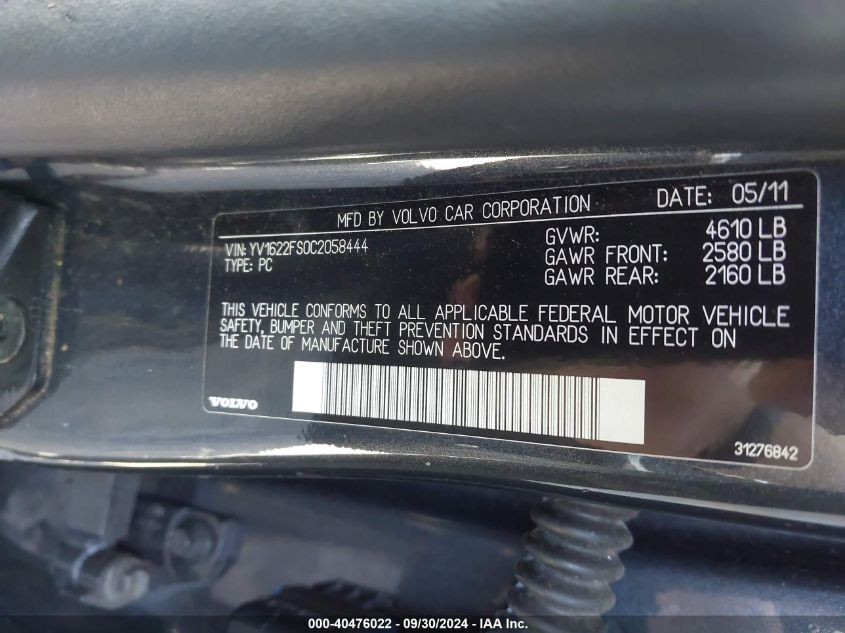 MFD BY VOLVO CAR CORPORATION DATE: 05/11
VIN: YV1622FS0C2058444
TYPE: PC
GVWR: 4610 LB
GAWR FRONT: 2580 LB
GAWR REAR: 2160 LB
THIS VEHICLE CONFORMS TO ALL APPLICABLE FEDERAL MOTOR VEHICLE
SAFETY, BUMPER AND THEFT PREVENTION STANDARDS IN EFFECT ON
THE DATE OF MANUFACTURE SHOWN ABOVE.
VOLVO
31276842
000-40476022 - 09/30/2024 - IAA Inc.